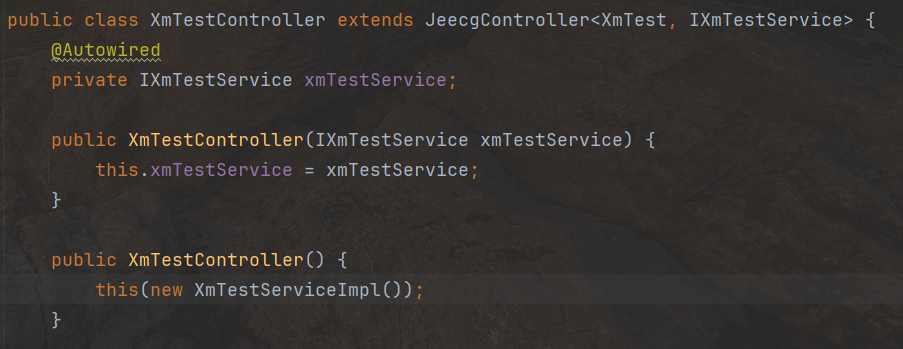 public class XmTestController extends JeecgController<XmTest, IXmTestService> {
@Autowired
private IXmTestService xmTestService;
public XmTestController(IXmTestService xmTestService) {
this.xmTestService = xmTestService;
}
public XmTestController() {
this(new XmTestServiceImpl());
}